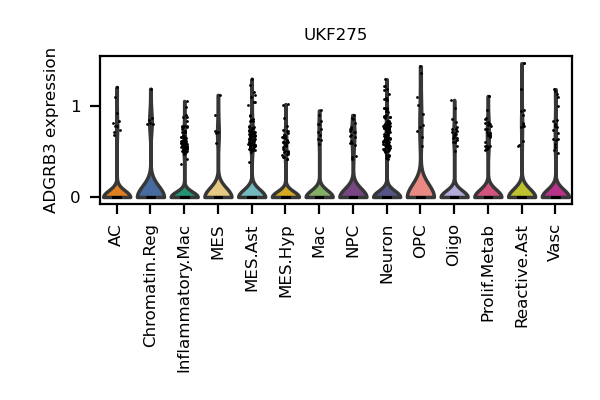 UKF275
ADGRB3 expression
1
0
AC
Chromatin.Reg
Inflammatory.Mac
MES
MES.Ast
MES.Hyp
Mac
NPC
Neuron
OPC
Oligo
Prolif.Metab
Reactive.Ast
Vasc